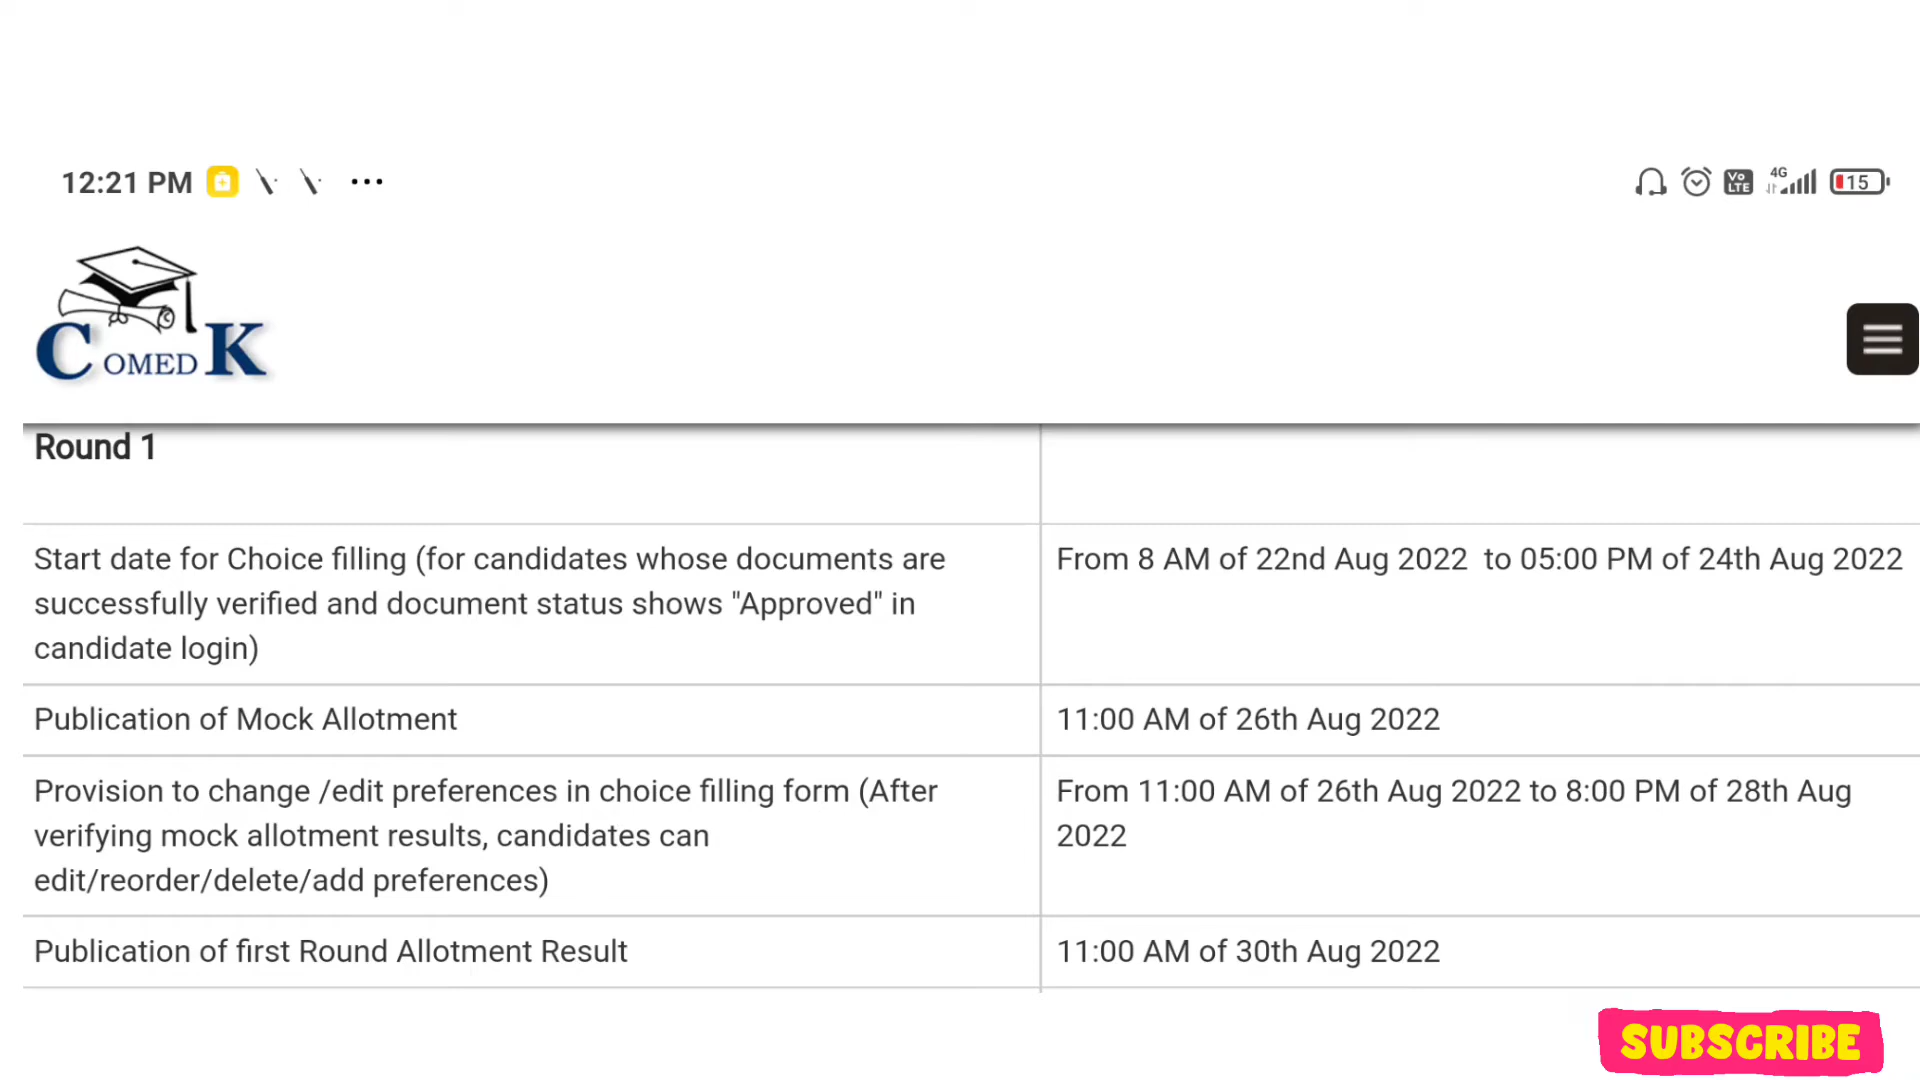 12:21 PM
Vo LTE 4G 15
COMEDK
Round 1
Start date for Choice filling (for candidates whose documents are
successfully verified and document status shows "Approved" in
candidate login)
From 8 AM of 22nd Aug 2022 to 05:00 PM of 24th Aug 2022
Publication of Mock Allotment
11:00 AM of 26th Aug 2022
Provision to change /edit preferences in choice filling form (After
verifying mock allotment results, candidates can
edit/reorder/delete/add preferences)
From 11:00 AM of 26th Aug 2022 to 8:00 PM of 28th Aug
2022
Publication of first Round Allotment Result
11:00 AM of 30th Aug 2022
SUBSCRIBE